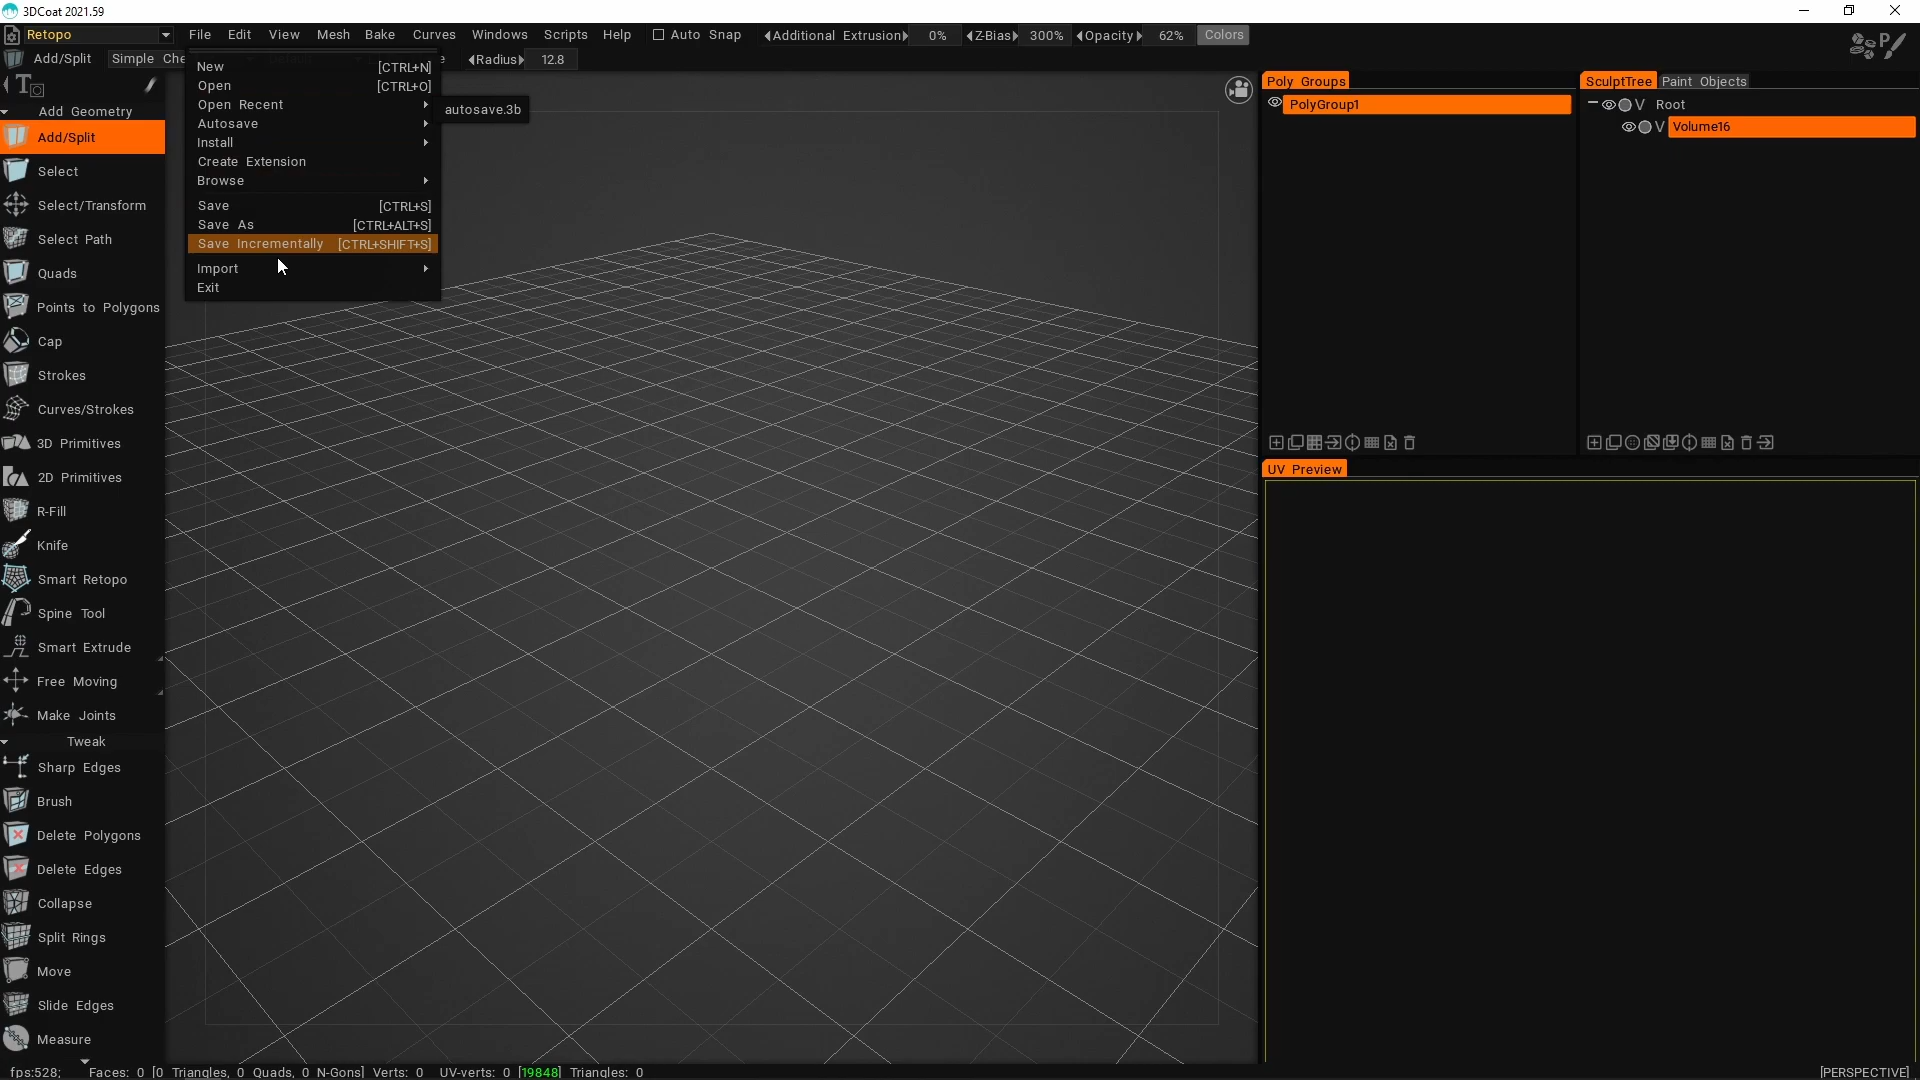 3DCoat 2021.59
Retopo File Edit View Mesh Bake Curves Windows Scripts Help Auto Snap Additional Extrusion 0% Z-Bias 300% Opacity 62% Colors
Add/Split Simple Radius 12.8
Add Geometry
Add/Split
Select
Select/Transform
Select Path
Quads
Points to Polygons
Cap
Strokes
Curves/Strokes
3D Primitives
2D Primitives
R-Fill
Knife
Smart Retopo
Spine Tool
Smart Extrude
Free Moving
Make Joints
Tweak
Sharp Edges
Brush
Delete Polygons
Delete Edges
Collapse
Split Rings
Move
Slide Edges
Measure
New [CTRL+N]
Open [CTRL+O]
Open Recent
Autosave
Install
Create Extension
Browse
Save [CTRL+S]
Save As [CTRL+ALT+S]
Save Incrementally [CTRL+SHIFT+S]
Import
Exit
autosave.3b
Poly Groups
PolyGroup1
SculptTree Paint Objects
V Root
V Volume16
UV Preview
fps:528; Faces: 0 [0 Triangles, 0 Quads, 0 N-Gons] Verts: 0 UV-verts: 0 [19848] Triangles: 0
[PERSPECTIVE]